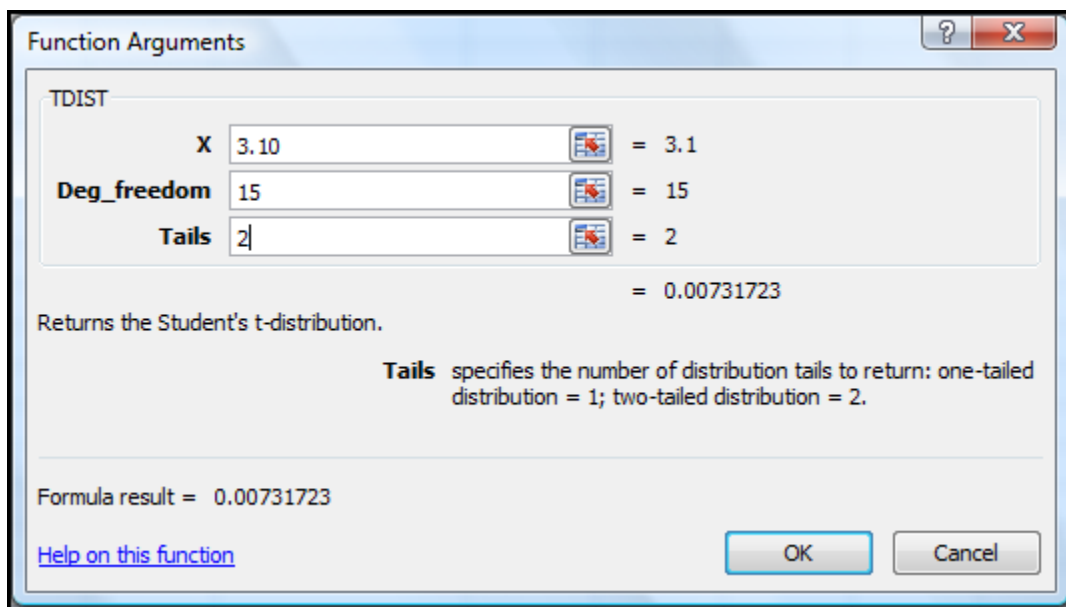 Function Arguments
TDIST
X 3.10 = 3.1
Deg_freedom 15 = 15
Tails 2 = 2
= 0.00731723
Returns the Student's t-distribution.
Tails specifies the number of distribution tails to return: one-tailed
distribution = 1; two-tailed distribution = 2.
Formula result = 0.00731723
Help on this function OK Cancel